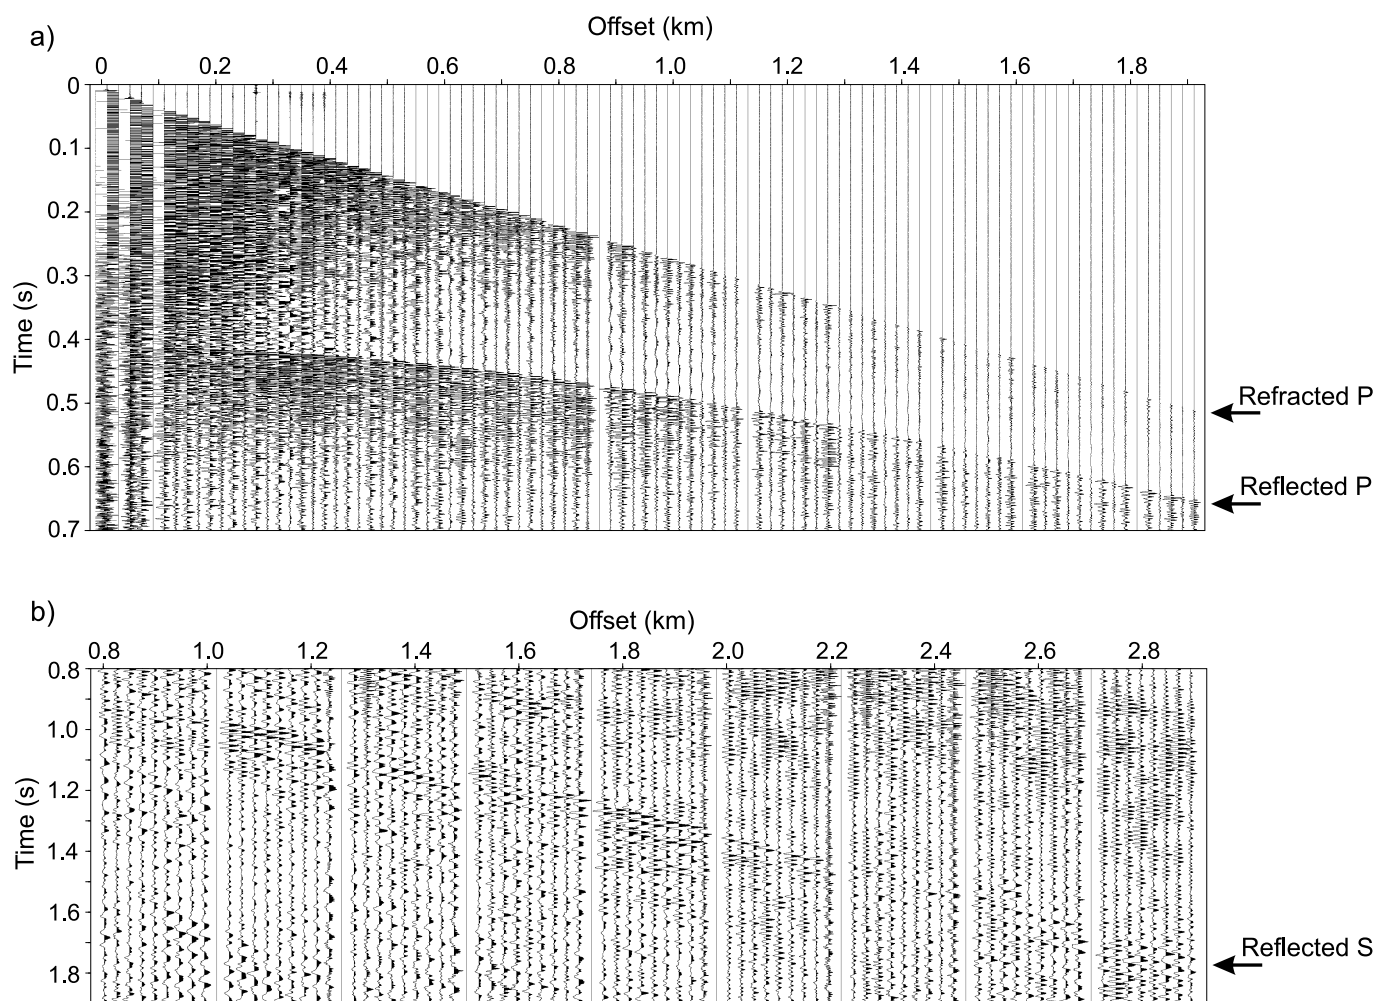 a)
Offset (km)
0 0.2 0.4 0.6 0.8 1.0 1.2 1.4 1.6 1.8
0
0.1
0.2
0.3
0.4
0.5
0.6
0.7
Time (s)
Refracted P
Reflected P
b)
Offset (km)
0.8 1.0 1.2 1.4 1.6 1.8 2.0 2.2 2.4 2.6 2.8
0.8
1.0
1.2
1.4
1.6
1.8
Time (s)
Reflected S